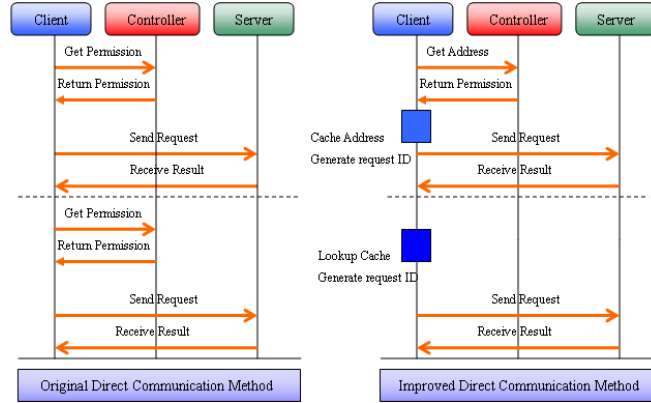 Client Controller Server
Get Permission
Return Permission
Send Request
Receive Result
Get Permission
Return Permission
Send Request
Receive Result
Original Direct Communication Method
Client Controller Server
Get Address
Return Permission
Cache Address
Send Request
Generate request ID
Receive Result
Lookup Cache
Generate request ID
Send Request
Receive Result
Improved Direct Communication Method